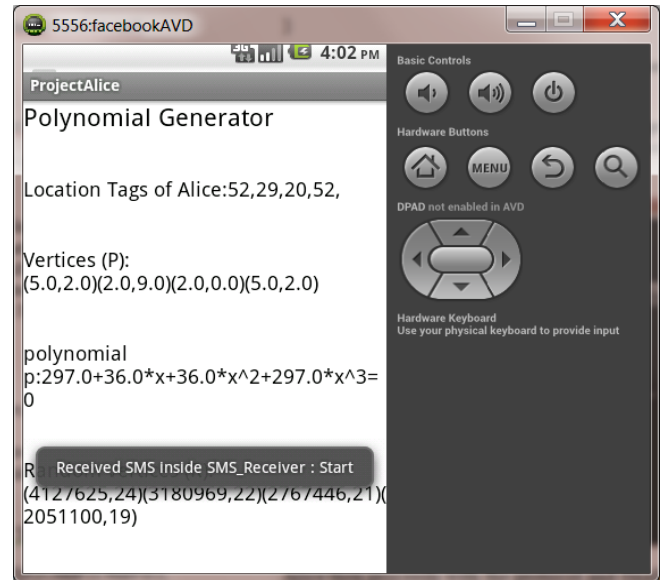 5556:facebookAVD
3G 4:02 PM
ProjectAlice
Polynomial Generator
Location Tags of Alice:52,29,20,52,
Vertices (P):
(5.0,2.0)(2.0,9.0)(2.0,0.0)(5.0,2.0)
polynomial
p:297.0+36.0*x+36.0*x^2+297.0*x^3=
0
Received SMS Inside SMS_Receiver : Start
(4127625,24)(3180969,22)(2767446,21)(
2051100,19)
Basic Controls
Hardware Buttons
MENU
DPAD not enabled in AVD
Hardware Keyboard
Use your physical keyboard to provide input